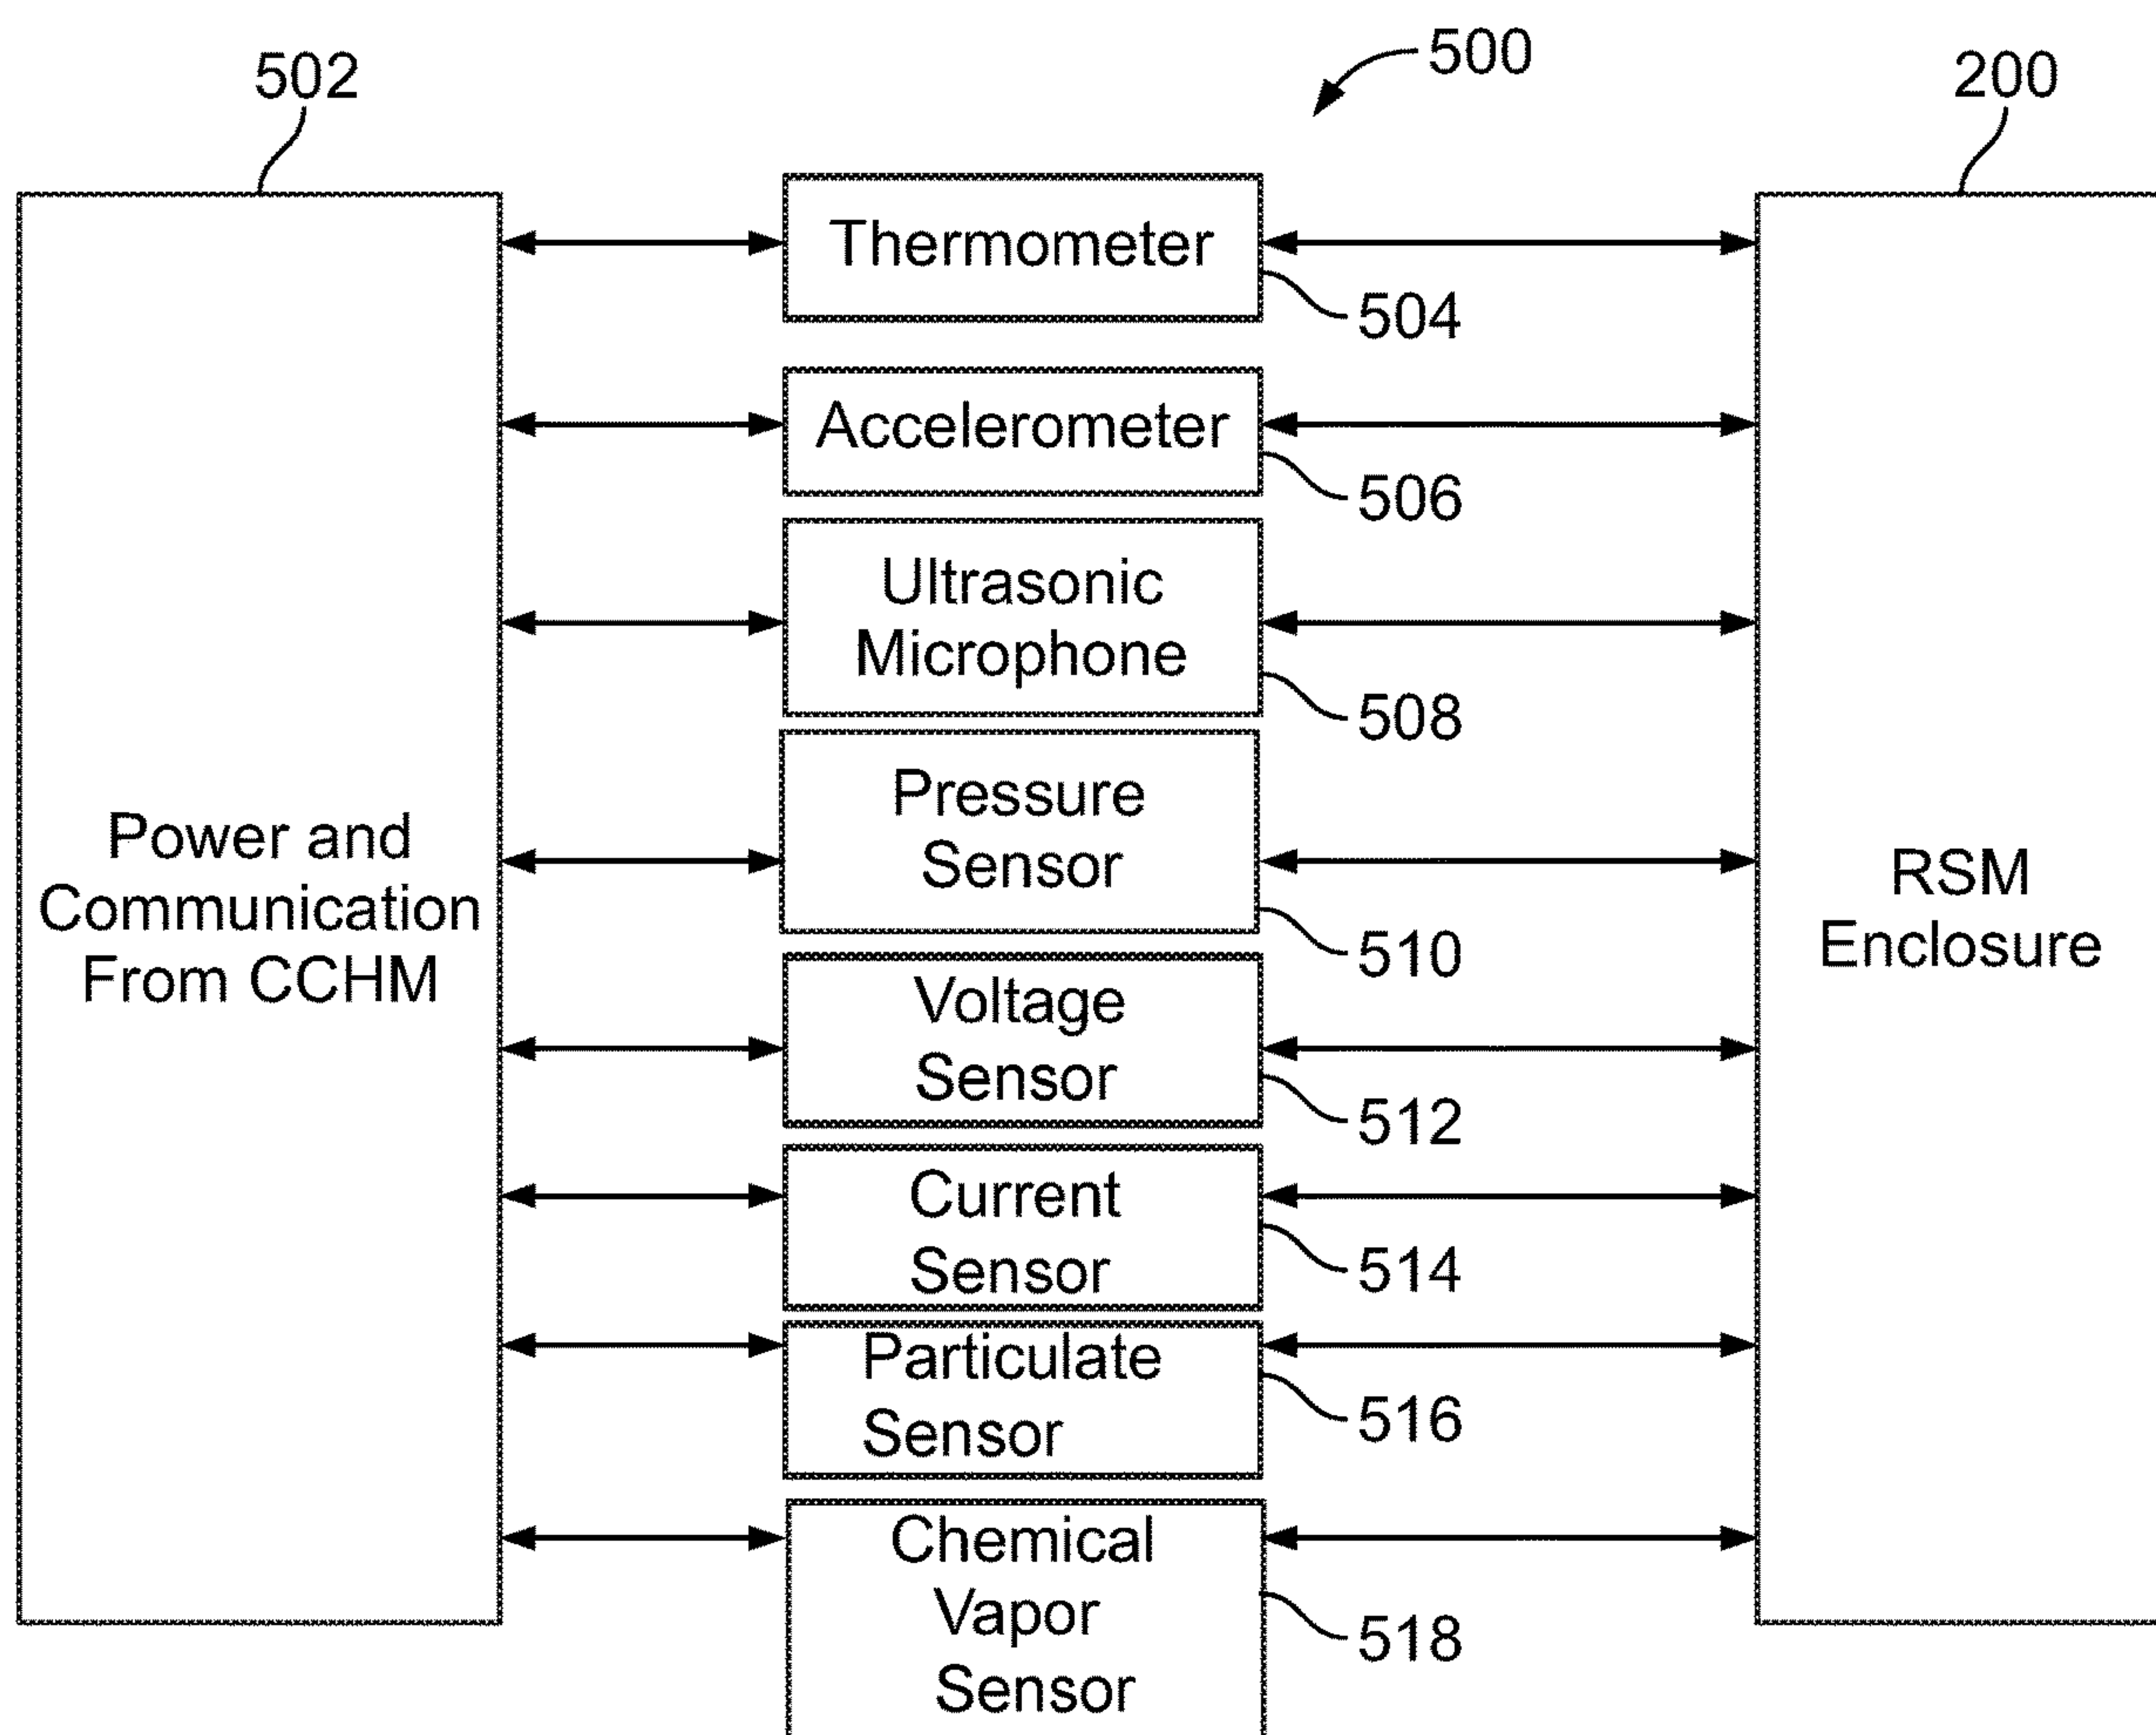 500
502
200
Thermometer
504
Accelerometer
506
Ultrasonic
Microphone
508
Pressure
Sensor
510
Voltage
Sensor
512
Current
Sensor
514
Particulate
Sensor
516
Chemical
Vapor
Sensor
518
Power and
Communication
From CCHM
RSM
Enclosure